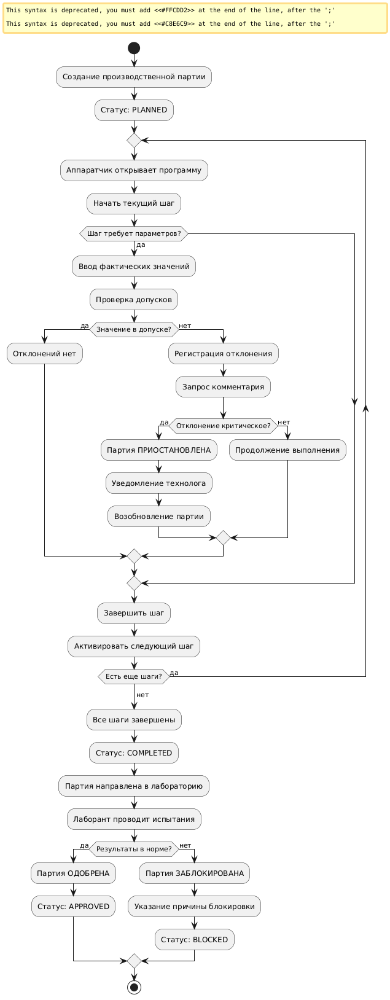 This syntax is deprecated, you must add <<#FFCDD2>> at the end of the line, after the ';'
This syntax is deprecated, you must add <<#C8E6C9>> at the end of the line, after the ';'
Создание производственной партии
Статус: PLANNED
Аппаратчик открывает программу
Начать текущий шаг
Шаг требует параметров?
да
Ввод фактических значений
Проверка допусков
да
Значение в допуске?
нет
Отклонений нет
Регистрация отклонения
Запрос комментария
да
Отклонение критическое?
нет
Партия ПРИОСТАНОВЛЕНА
Продолжение выполнения
Уведомление технолога
Возобновление партии
Завершить шаг
Активировать следующий шаг
Есть еще шаги?
да
нет
Все шаги завершены
Статус: COMPLETED
Партия направлена в лабораторию
Лаборант проводит испытания
да
Результаты в норме?
нет
Партия ОДОБРЕНА
Партия ЗАБЛОКИРОВАНА
Статус: APPROVED
Указание причины блокировки
Статус: BLOCKED